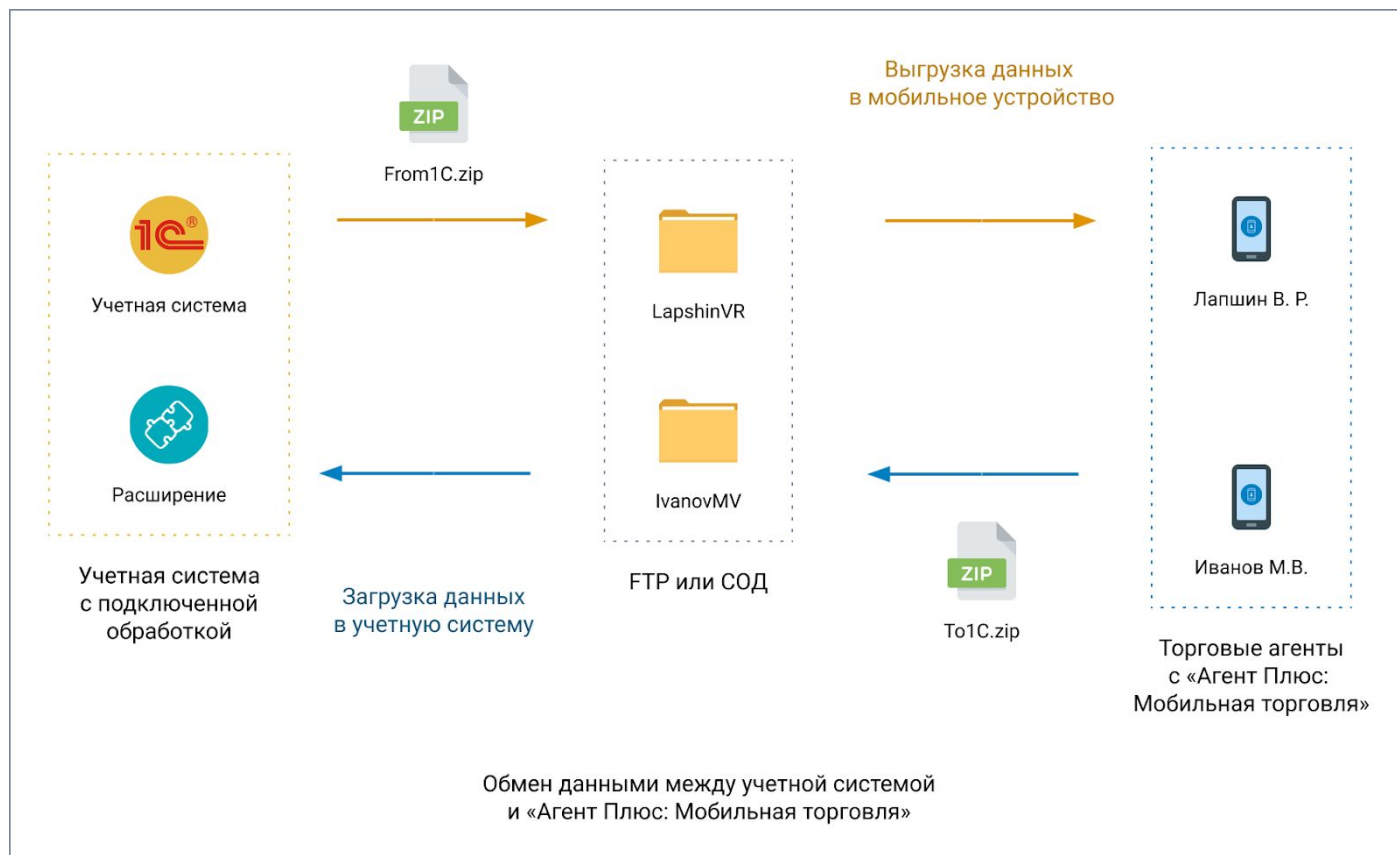 Выгрузка данных
в мобильное устройство
ZIP
From1C.zip
1С®
Учетная система
LapshinVR
Лапшин В. Р.
Расширение
IvanovMV
Иванов М.В.
Учетная система
с подключенной
обработкой
Загрузка данных
в учетную систему
FTP или СОД
ZIP
To1C.zip
Торговые агенты
с «Агент Плюс:
Мобильная торговля»
Обмен данными между учетной системой
и «Агент Плюс: Мобильная торговля»